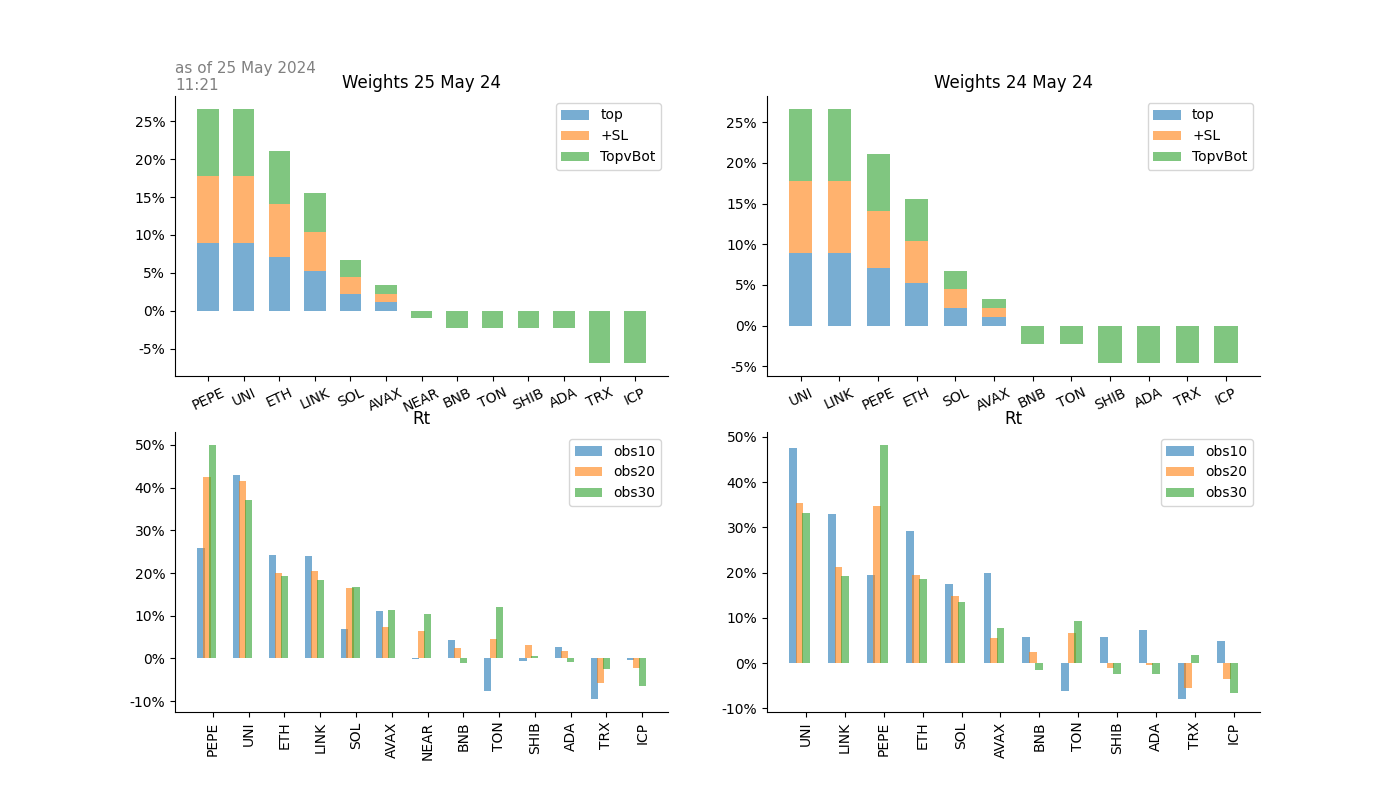 as of 25 May 2024
11:21
Weights 25 May 24
25%
20%
15%
10%
5%
0%
-5%
top
+SL
TopvBot
PEPE UNI ETH LINK SOL AVAX NEAR BNB TON SHIB ADA TRX ICP
Weights 24 May 24
25%
20%
15%
10%
5%
0%
-5%
top
+SL
TopvBot
UNI LINK PEPE ETH SOL AVAX BNB TON SHIB ADA TRX ICP
Rt
50%
40%
30%
20%
10%
0%
-10%
obs10
obs20
obs30
PEPE UNI ETH LINK SOL AVAX NEAR BNB TON SHIB ADA TRX ICP
Rt
50%
40%
30%
20%
10%
0%
-10%
obs10
obs20
obs30
UNI LINK PEPE ETH SOL AVAX BNB TON SHIB ADA TRX ICP